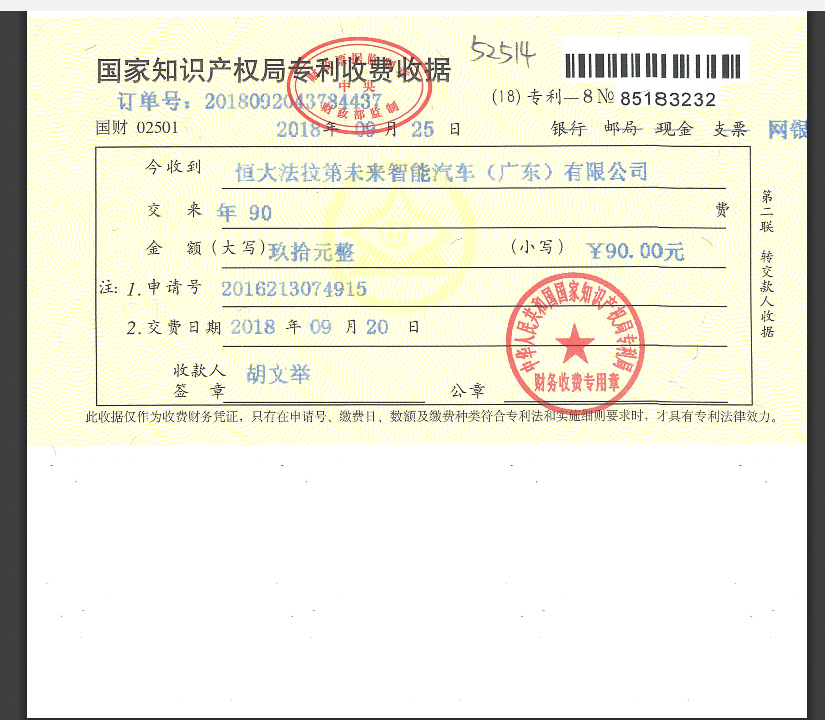 52514
国家知识产权局专利收费收据
中央
财政部监制
订单号：2018092043734437
(18) 专利—8№ 85183232
国财 02501
2018年 09 月 25 日
银行 邮局 现金 支票 网银
今收到 恒大法拉第未来智能汽车（广东）有限公司
交 来 年 90 费
金 额（大写）玖拾元整 （小写） ￥90.00元
注: 1.申请号 2016213074915
2.交费日期 2018 年 09 月 20 日
收款人
签 章 胡文举 公章
中华人民共和国国家知识产权局专利局
财务收费专用章
第二联 转交款人收据
此收据仅作为收费财务凭证，只有在申请号、缴费日、数额及缴费种类符合专利法和实施细则要求时，才具有专利法律效力。